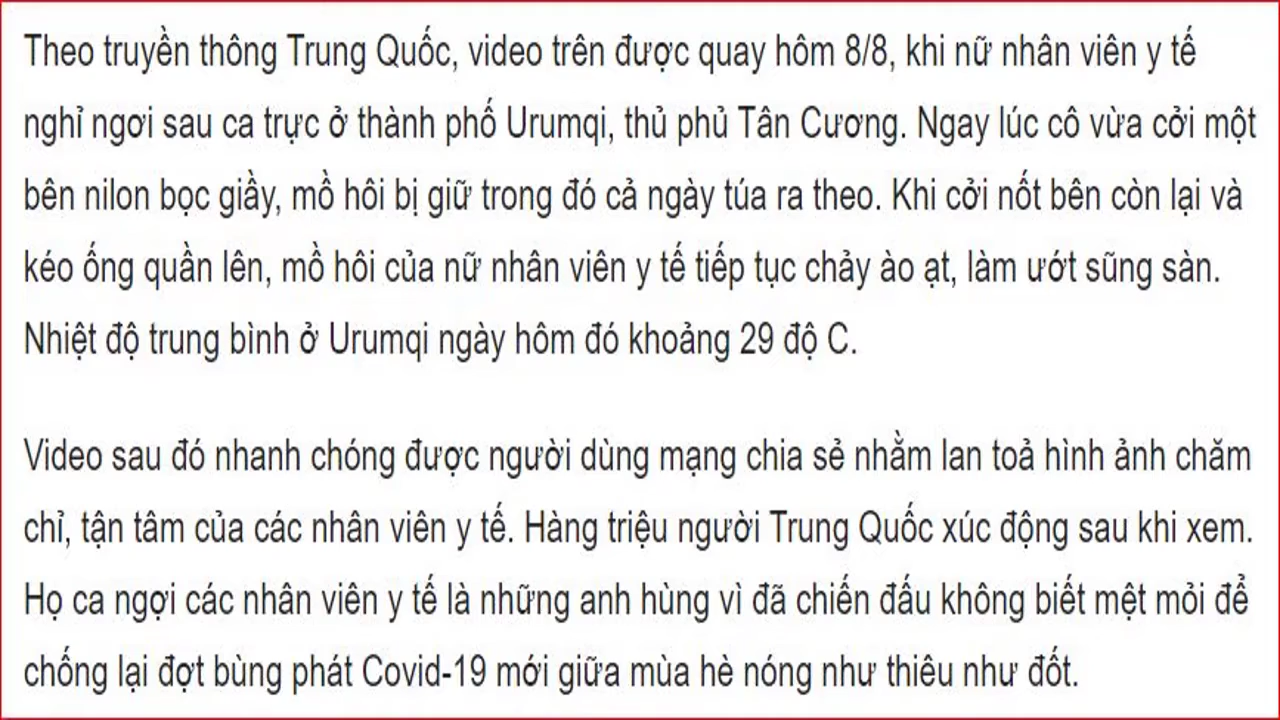 Theo truyền thông Trung Quốc, video trên được quay hôm 8/8, khi nữ nhân viên y tế
nghỉ ngơi sau ca trực ở thành phố Urumqi, thủ phủ Tân Cương. Ngay lúc cô vừa cởi một
bên nilon bọc giầy, mồ hôi bị giữ trong đó cả ngày túa ra theo. Khi cởi nốt bên còn lại và
kéo ống quần lên, mồ hôi của nữ nhân viên y tế tiếp tục chảy ào ạt, làm ướt sũng sàn.
Nhiệt độ trung bình ở Urumqi ngày hôm đó khoảng 29 độ C.
Video sau đó nhanh chóng được người dùng mạng chia sẻ nhằm lan toả hình ảnh chăm
chỉ, tận tâm của các nhân viên y tế. Hàng triệu người Trung Quốc xúc động sau khi xem.
Họ ca ngợi các nhân viên y tế là những anh hùng vì đã chiến đấu không biết mệt mỏi để
chống lại đợt bùng phát Covid-19 mới giữa mùa hè nóng như thiêu như đốt.